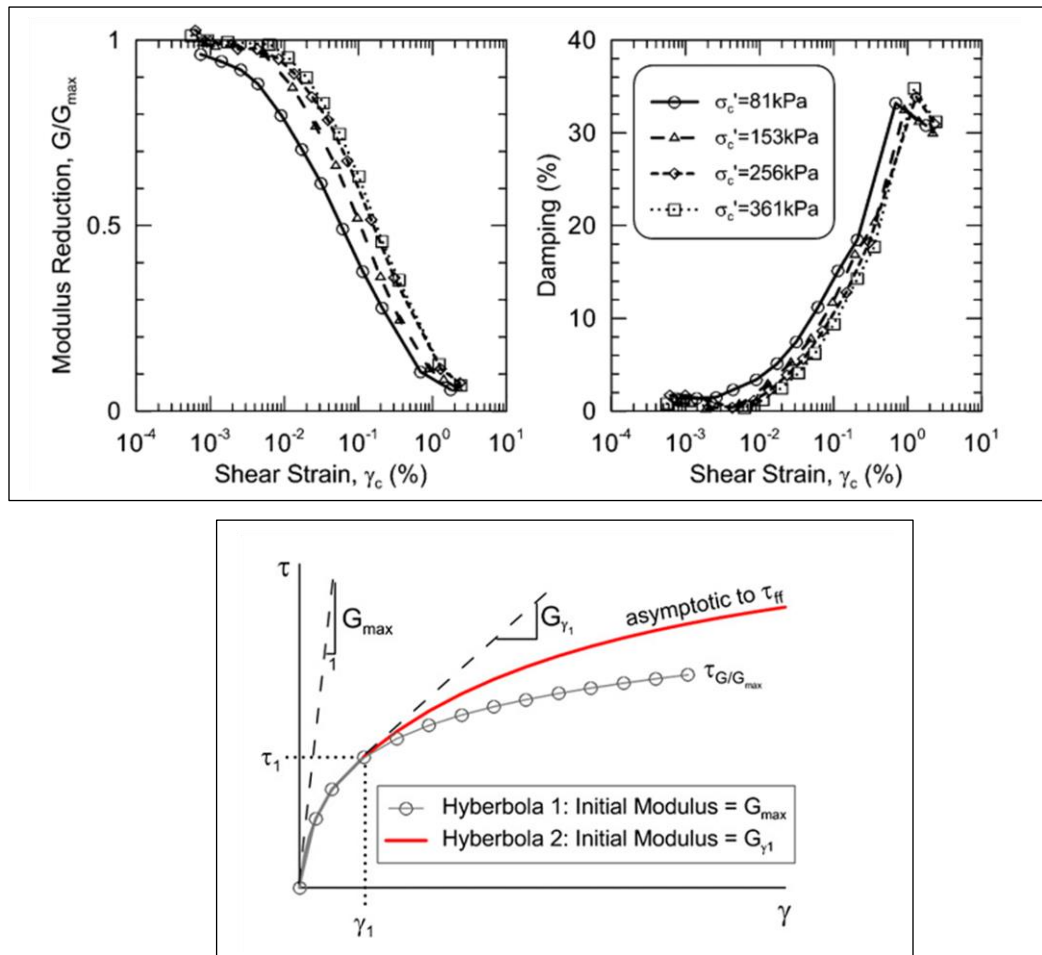 Modulus Reduction, G/Gmax
1
0.5
0
10-4 10-3 10-2 10-1 100 101
Shear Strain, γc (%)
Damping (%)
40
30
20
10
0
σc'=81kPa
σc'=153kPa
σc'=256kPa
σc'=361kPa
10-4 10-3 10-2 10-1 100 101
Shear Strain, γc (%)
τ
Gmax
1
Gγ1
asymptotic to τff
τG/Gmax
τ1
Hyberbola 1: Initial Modulus = Gmax
Hyberbola 2: Initial Modulus = Gγ1
γ1
γ